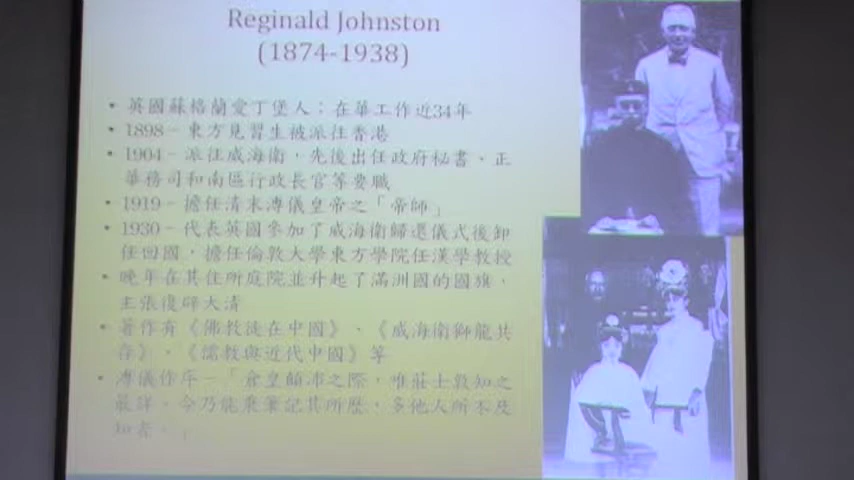 Reginald Johnston
(1874-1938)
• 英國蘇格蘭愛丁堡人；在華工作近34年
• 1898 – 東方見習生被派往香港
• 1904 – 派往威海衛，先後出任政府秘書、正
華務司和南區行政長官等要職
• 1919 – 擔任清末溥儀皇帝之「帝師」
• 1930 – 代表英國參加了威海衛歸還儀式後卸
任回國，擔任倫敦大學東方學院任漢學教授
• 晚年在其住所庭院並升起了滿洲國的國旗，
主張復辟大清
• 著作有《佛教徒在中國》、《威海衛獅龍共
存》、《儒教與近代中國》等
• 溥儀作序 – 「倉皇顛沛之際，唯莊士敦知之
最詳。今乃能秉筆記其所歷，多他人所不及
知者。」